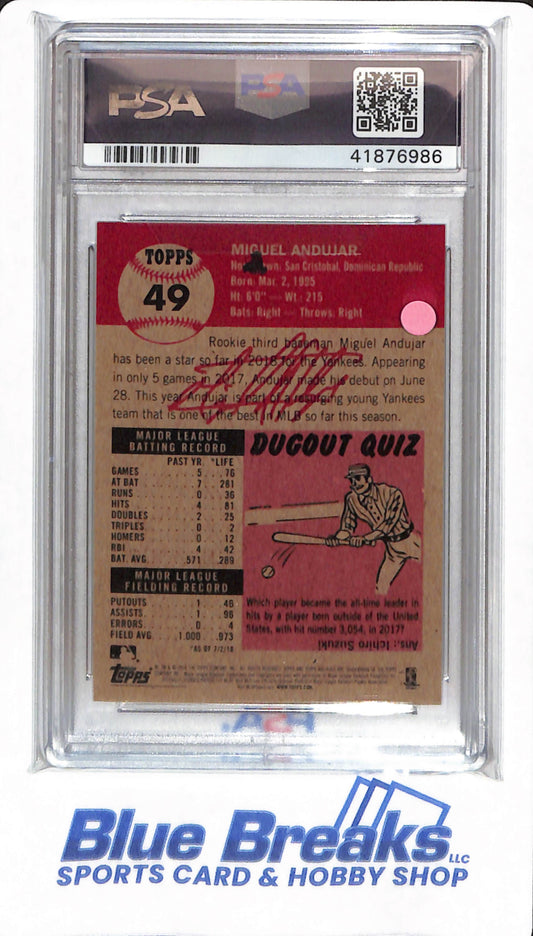 PSA
PSA
41876986
TOPPS
49
MIGUEL ANDUJAR
San Cristobal, Dominican Republic
Born: Mar. 2, 1995
Ht: 6'0" — Wt: 215
Bats: Right — Throws: Right
Rookie third baseman Miguel Andujar
has been a star so far in 2018 for the Yankees. Appearing
in only 5 games in 2017, Andujar made his debut on June
28. This year Andujar is part of a resurging young Yankees
team that is one of the best in MLB so far this season.
MAJOR LEAGUE
BATTING RECORD
PAST YR. *LIFE
GAMES 5 76
AT BAT 7 281
RUNS 0 36
HITS 4 81
DOUBLES 2 25
TRIPLES 0 2
HOMERS 0 12
RBI 4 42
BAT. AVG. .571 .289
MAJOR LEAGUE
FIELDING RECORD
PUTOUTS 1 46
ASSISTS 1 96
ERRORS 0 4
FIELD AVG. 1.000 .973
*AS OF 7/2/18
DUGOUT QUIZ
Which player became the all-time leader in
hits by a player born outside of the United
States, with hit number 3,054, in 2017?
Ans.: Ichiro Suzuki
Topps
WWW.TOPPS.COM
PSA
Blue Breaks LLC
SPORTS CARD & HOBBY SHOP